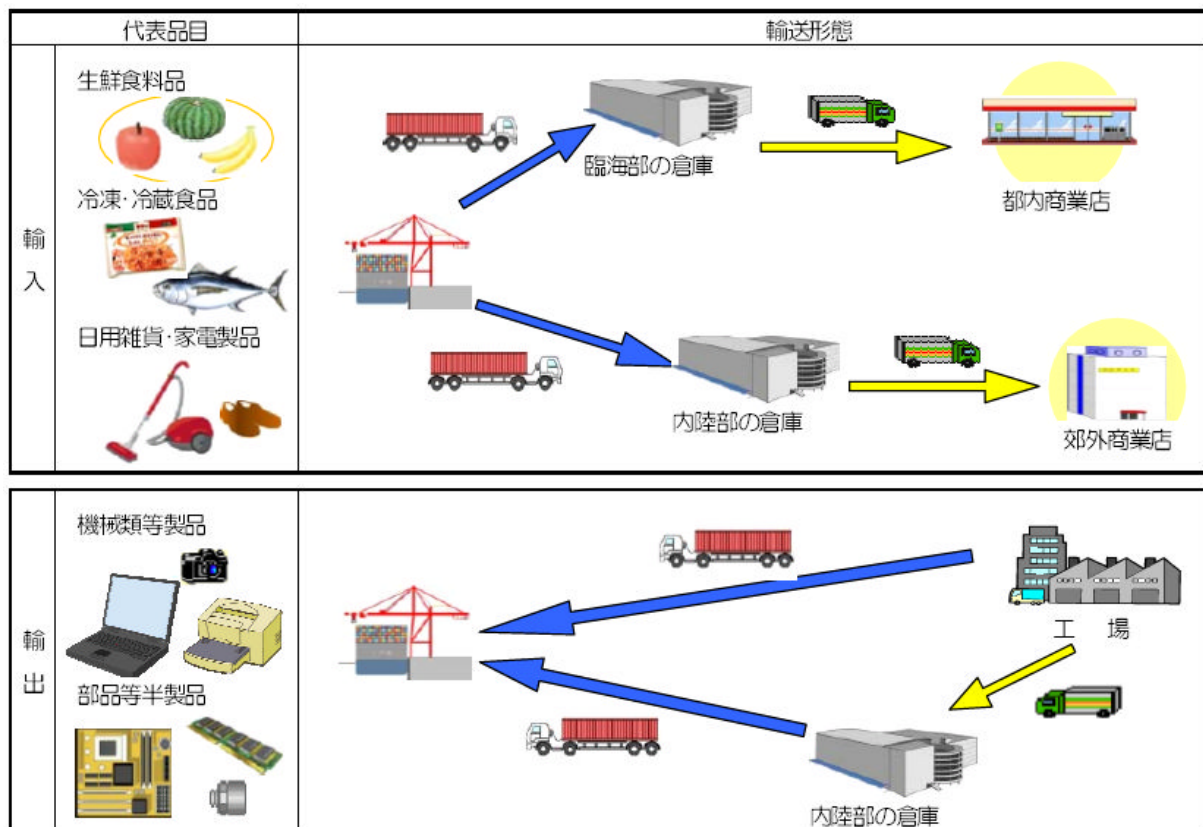 代表品目
輸送形態
輸入
生鮮食料品
冷凍・冷蔵食品
日用雑貨・家電製品
臨海部の倉庫
都内商業店
内陸部の倉庫
郊外商業店
輸出
機械類等製品
部品等半製品
工 場
内陸部の倉庫